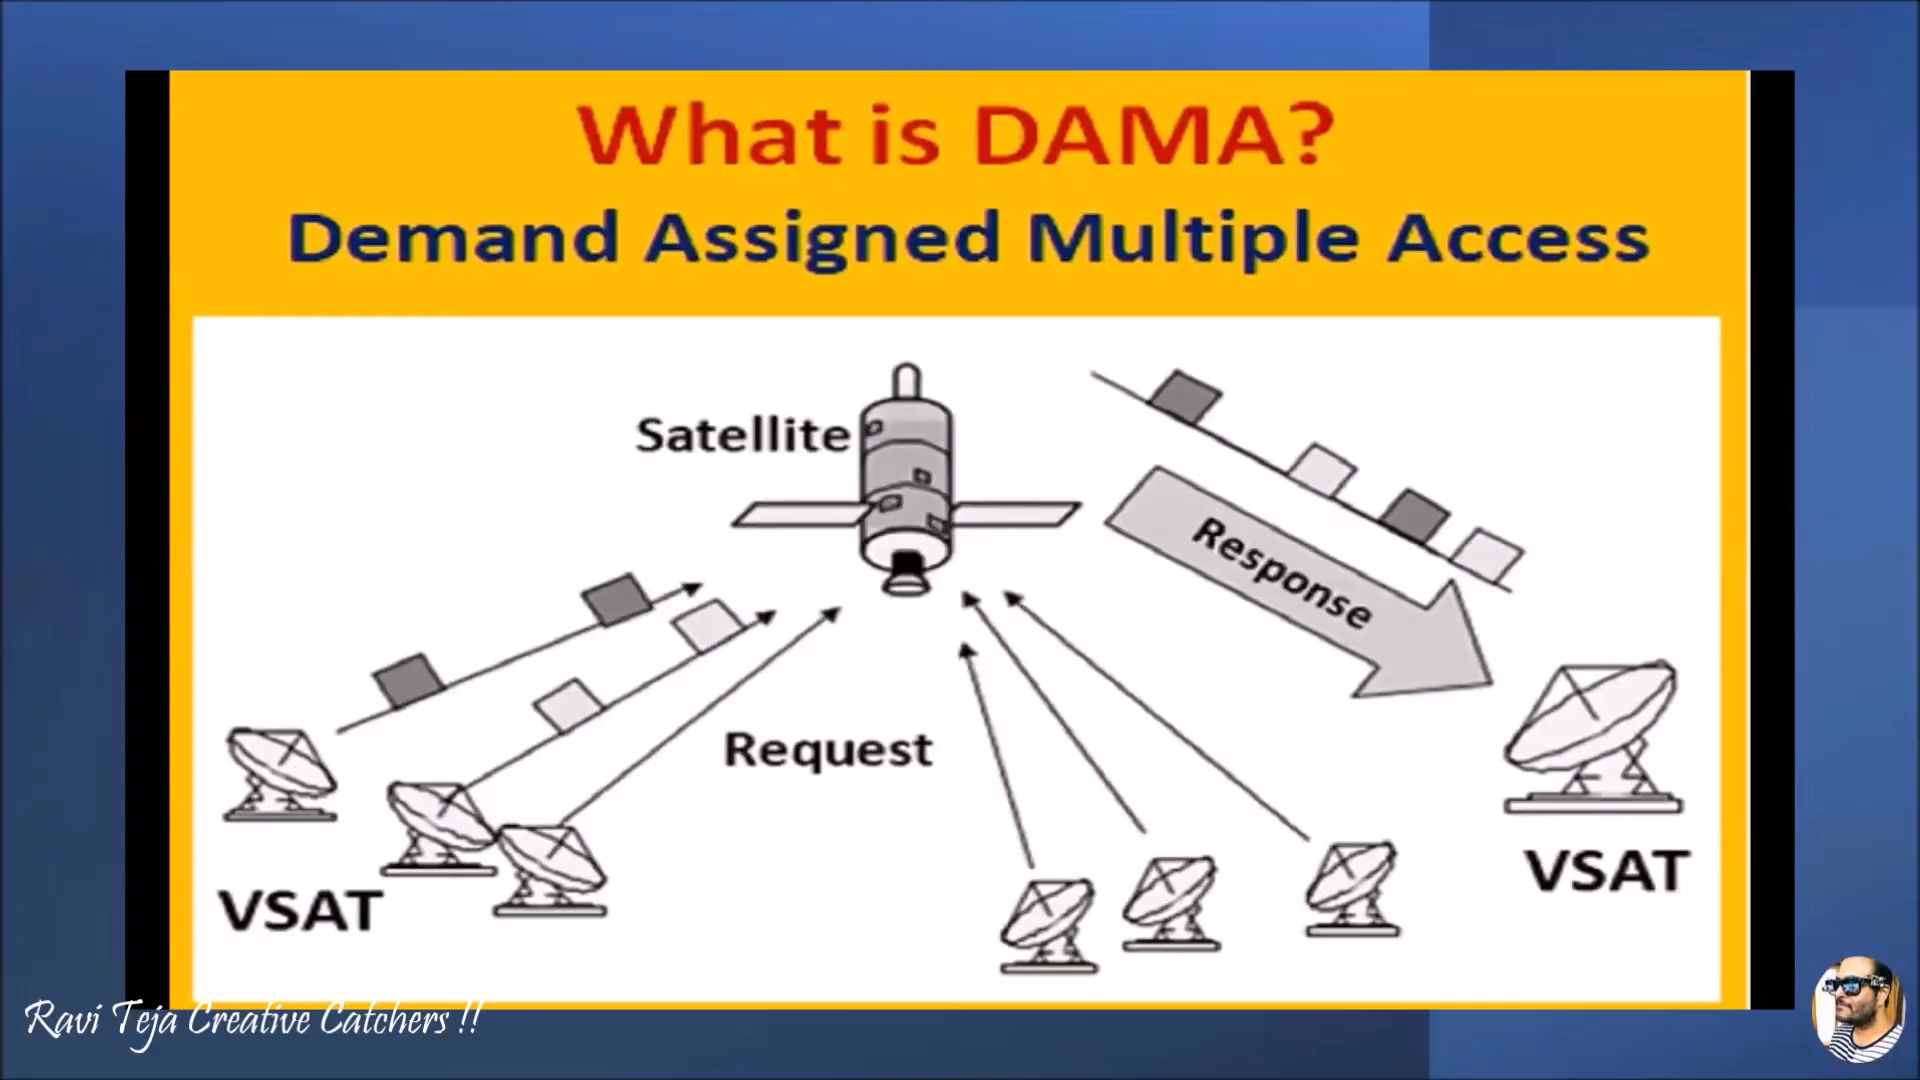 What is DAMA?
Demand Assigned Multiple Access
Satellite
Response
Request
VSAT
VSAT
Ravi Teja Creative Catchers !!